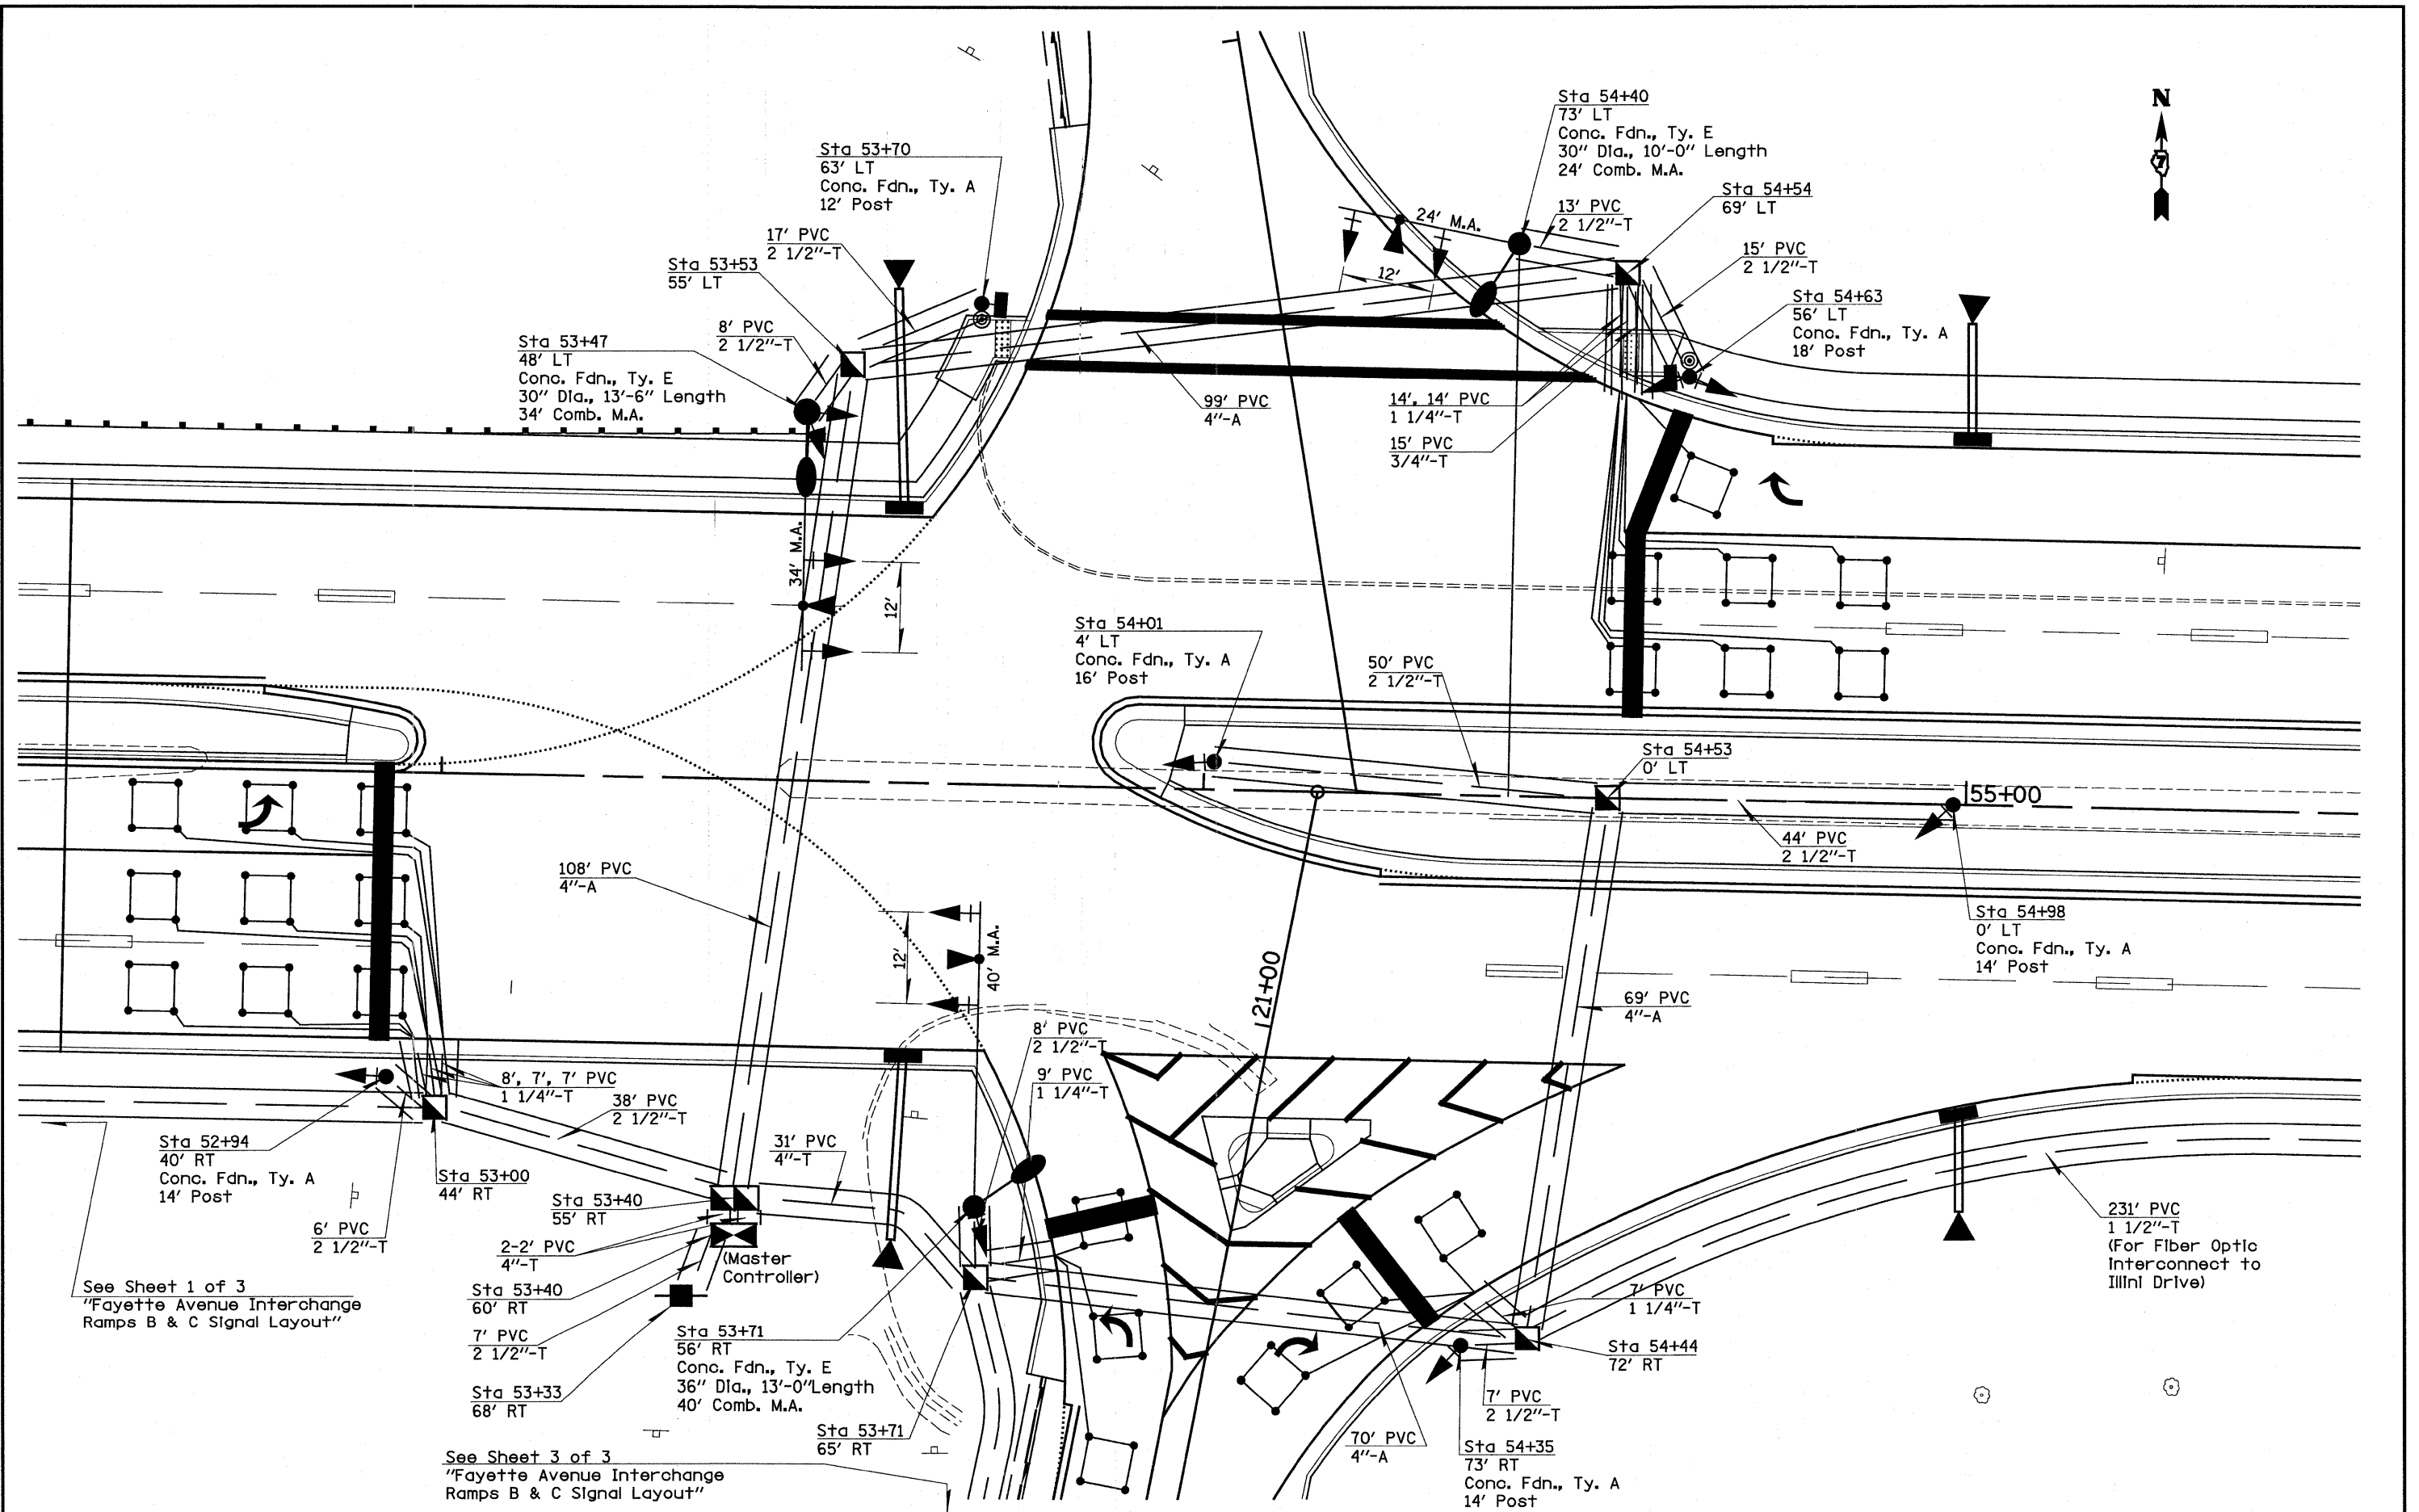 N
7
Sta 54+40
73' LT
Conc. Fdn., Ty. E
30" Dia., 10'-0" Length
24' Comb. M.A.
Sta 53+70
63' LT
Conc. Fdn., Ty. A
12' Post
Sta 54+54
69' LT
24' M.A.
13' PVC
2 1/2"-T
17' PVC
2 1/2"-T
15' PVC
2 1/2"-T
Sta 53+53
55' LT
12'
Sta 54+63
56' LT
Conc. Fdn., Ty. A
18' Post
8' PVC
2 1/2"-T
Sta 53+47
48' LT
Conc. Fdn., Ty. E
30" Dia., 13'-6" Length
34' Comb. M.A.
99' PVC
4"-A
14', 14' PVC
1 1/4"-T
15' PVC
3/4"-T
34' M.A.
12'
Sta 54+01
4' LT
Conc. Fdn., Ty. A
16' Post
50' PVC
2 1/2"-T
Sta 54+53
0' LT
55+00
44' PVC
2 1/2"-T
108' PVC
4"-A
Sta 54+98
0' LT
Conc. Fdn., Ty. A
14' Post
12'
40' M.A.
121+00
69' PVC
4"-A
8' PVC
2 1/2"-T
9' PVC
1 1/4"-T
8', 7', 7' PVC
1 1/4"-T
38' PVC
2 1/2"-T
Sta 52+94
40' RT
Conc. Fdn., Ty. A
14' Post
31' PVC
4"-T
Sta 53+00
44' RT
Sta 53+40
55' RT
6' PVC
2 1/2"-T
2-2' PVC
4"-T
(Master
Controller)
231' PVC
1 1/2"-T
(For Fiber Optic
Interconnect to
Illini Drive)
See Sheet 1 of 3
"Fayette Avenue Interchange
Ramps B & C Signal Layout"
Sta 53+40
60' RT
7' PVC
1 1/4"-T
7' PVC
2 1/2"-T
Sta 53+71
56' RT
Conc. Fdn., Ty. E
36" Dia., 13'-0"Length
40' Comb. M.A.
Sta 54+44
72' RT
Sta 53+33
68' RT
7' PVC
2 1/2"-T
Sta 53+71
65' RT
70' PVC
4"-A
Sta 54+35
73' RT
Conc. Fdn., Ty. A
14' Post
See Sheet 3 of 3
"Fayette Avenue Interchange
Ramps B & C Signal Layout"